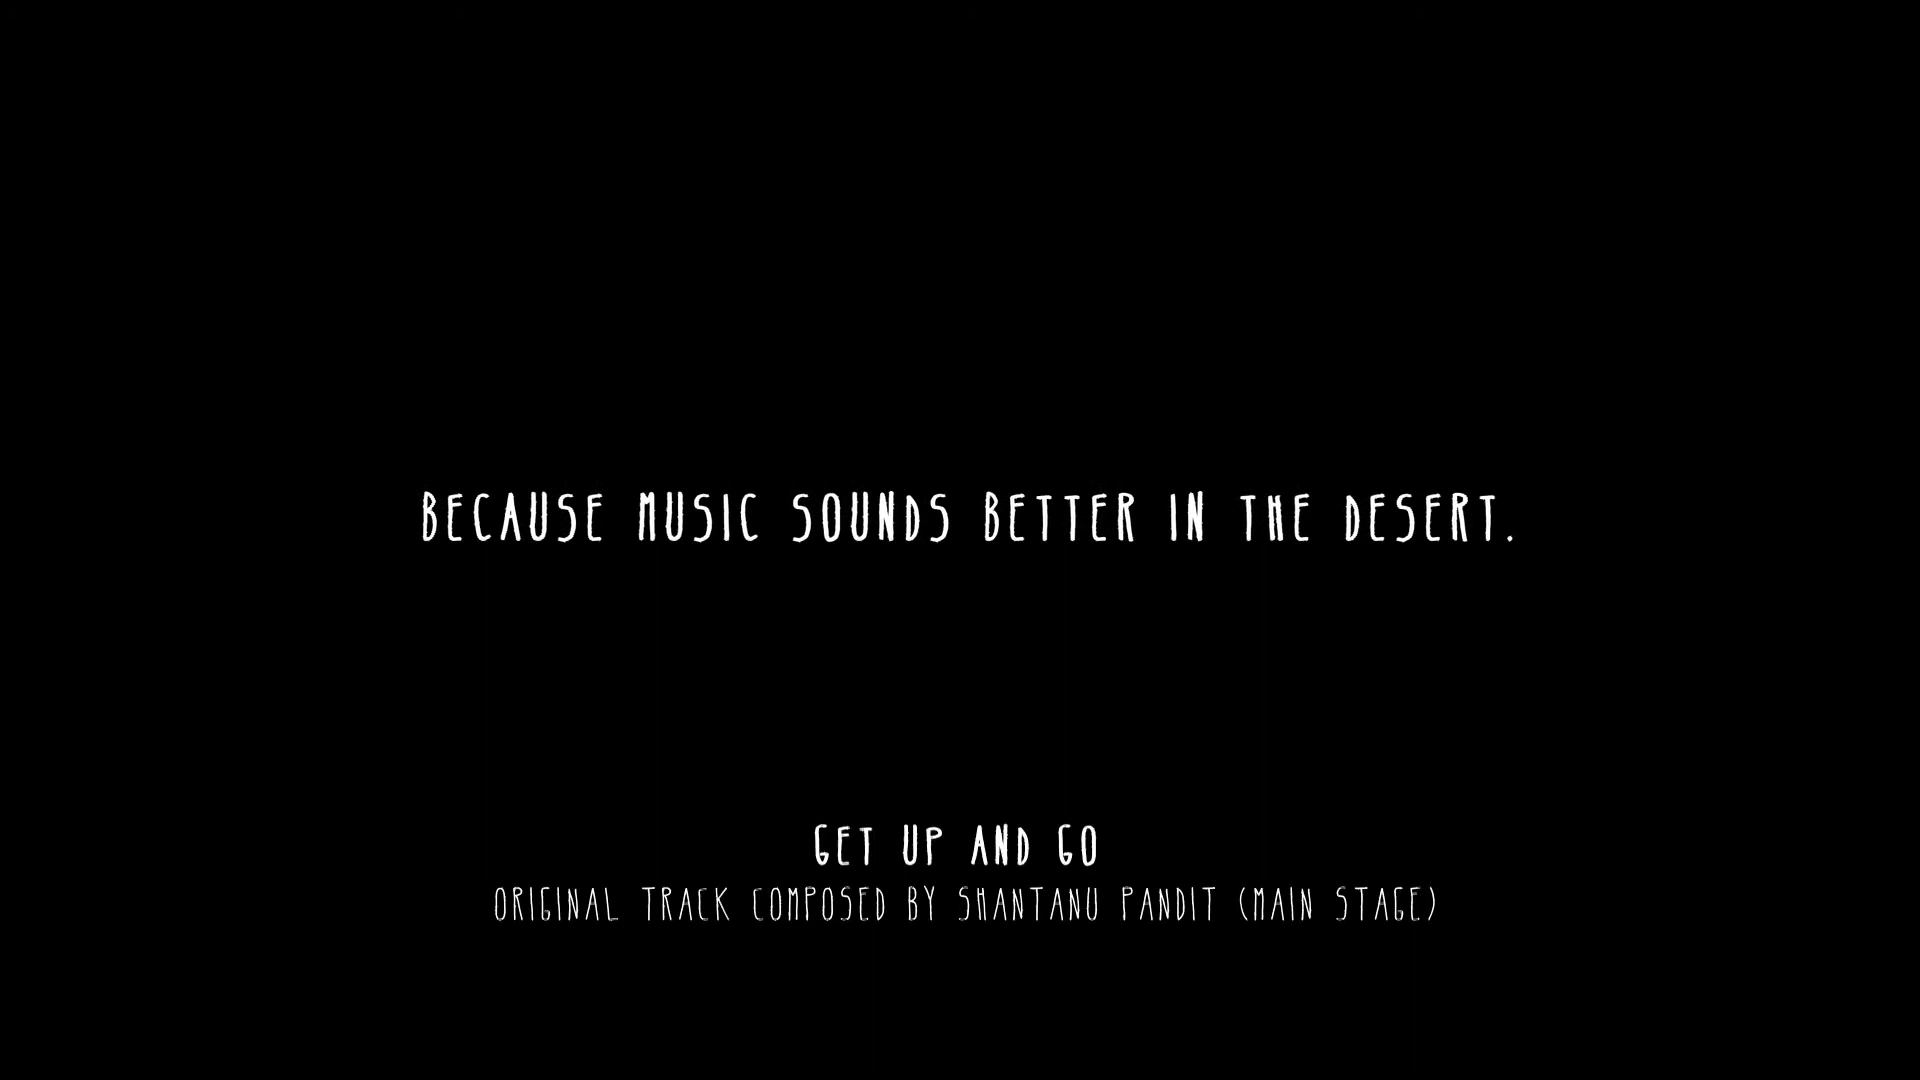 BECAUSE MUSIC SOUNDS BETTER IN THE DESERT.
GET UP AND GO
ORIGINAL TRACK COMPOSED BY SHANTANU PANDIT (MAIN STAGE)